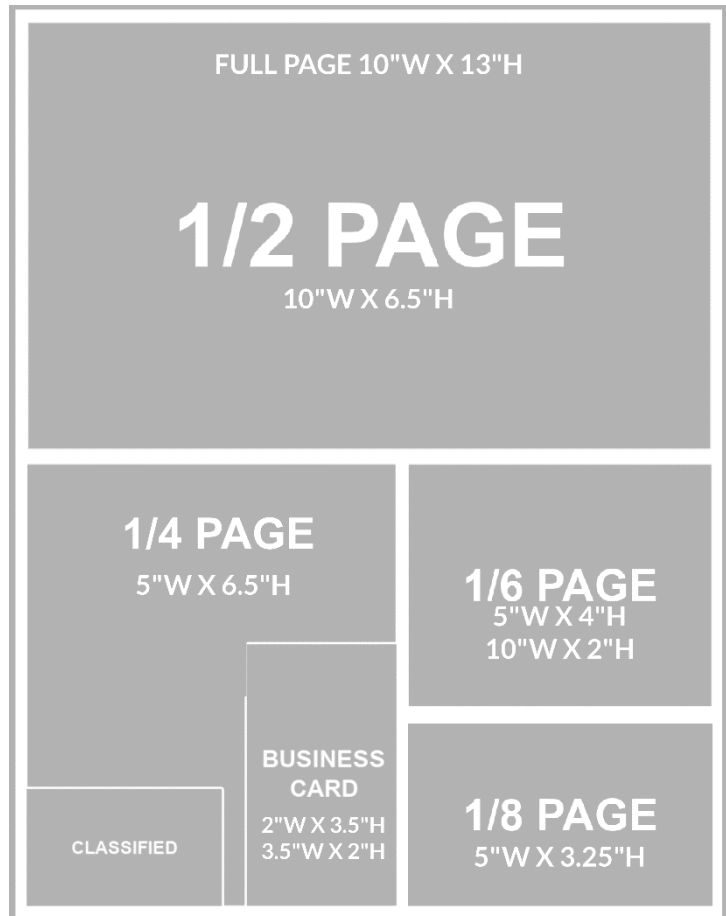 FULL PAGE 10"W X 13"H
1/2 PAGE
10"W X 6.5"H
1/4 PAGE
5"W X 6.5"H
1/6 PAGE
5"W X 4"H
10"W X 2"H
BUSINESS
CARD
2"W X 3.5"H
3.5"W X 2"H
CLASSIFIED
1/8 PAGE
5"W X 3.25"H